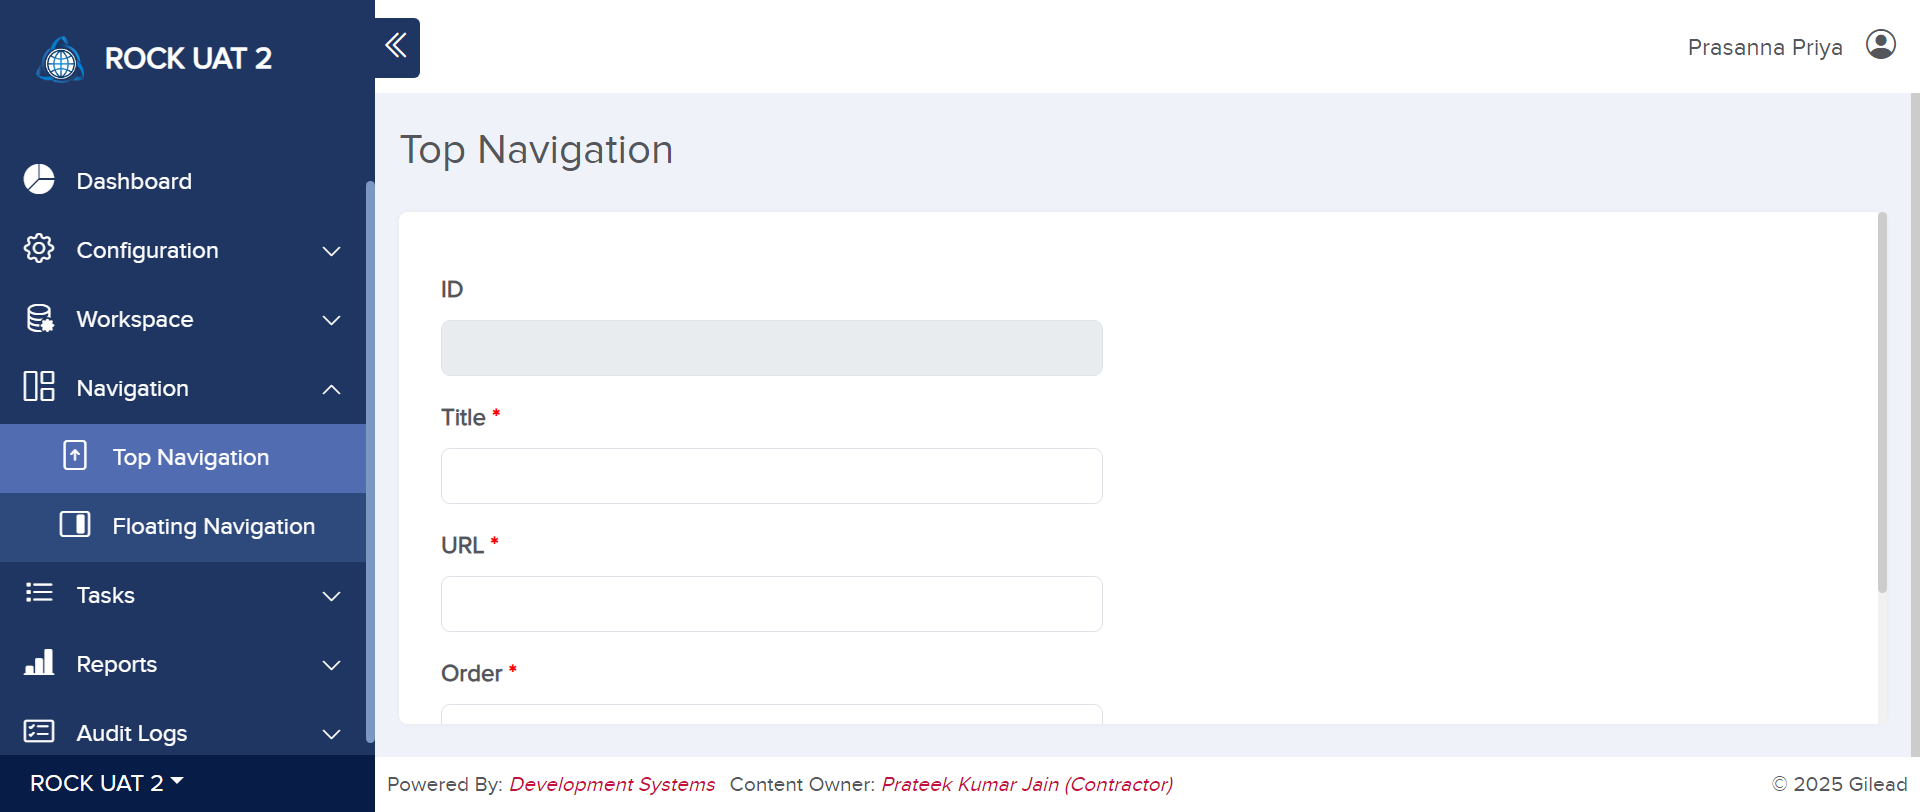 ROCK UAT 2
Prasanna Priya
Dashboard
Configuration
Workspace
Navigation
Top Navigation
Floating Navigation
Tasks
Reports
Audit Logs
ROCK UAT 2
Top Navigation
ID
Title *
URL *
Order *
Powered By: Development Systems Content Owner: Prateek Kumar Jain (Contractor)
© 2025 Gilead